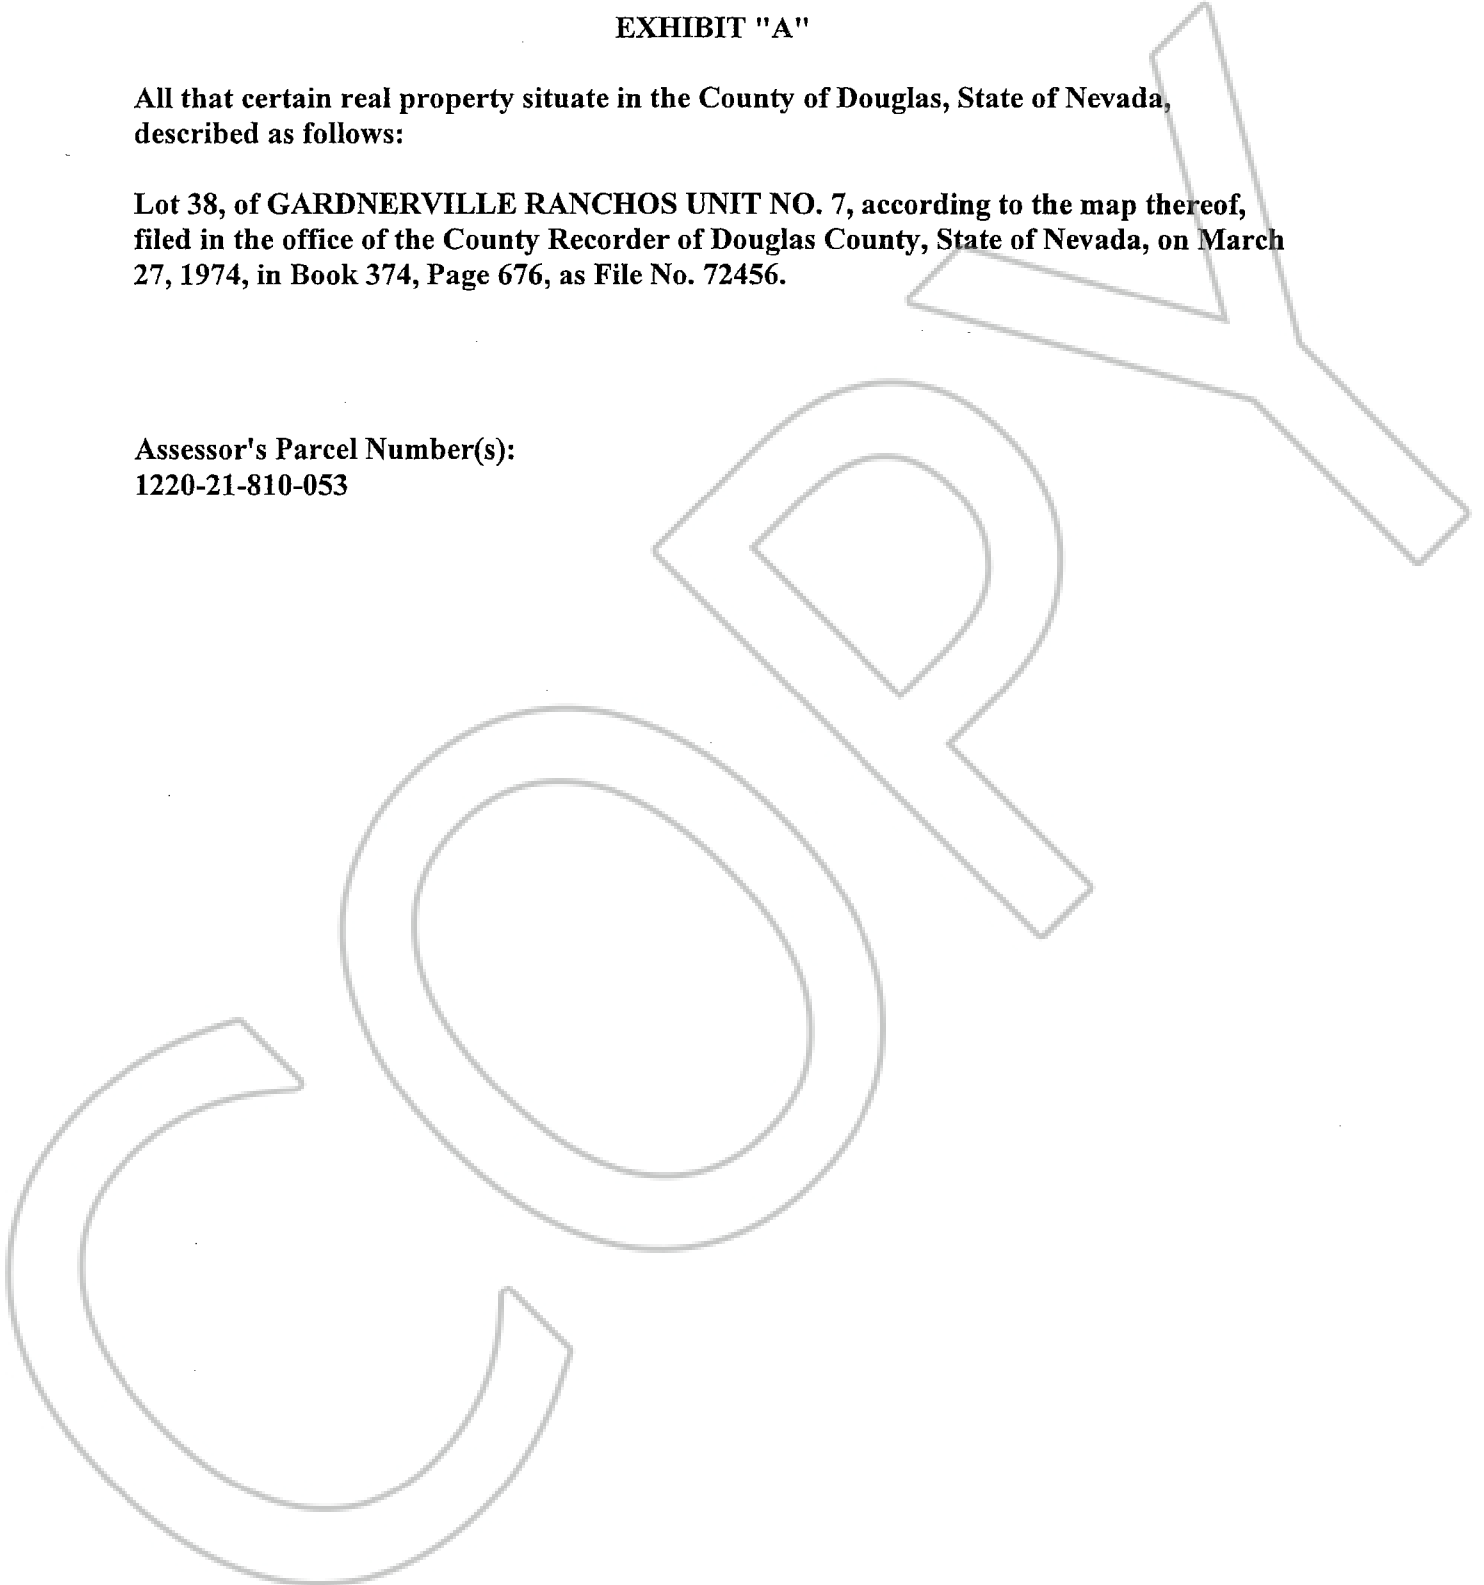 EXHIBIT "A"
All that certain real property situate in the County of Douglas, State of Nevada,
described as follows:
Lot 38, of GARDNERVILLE RANCHOS UNIT NO. 7, according to the map thereof,
filed in the office of the County Recorder of Douglas County, State of Nevada, on March
27, 1974, in Book 374, Page 676, as File No. 72456.
Assessor's Parcel Number(s):
1220-21-810-053
COPY